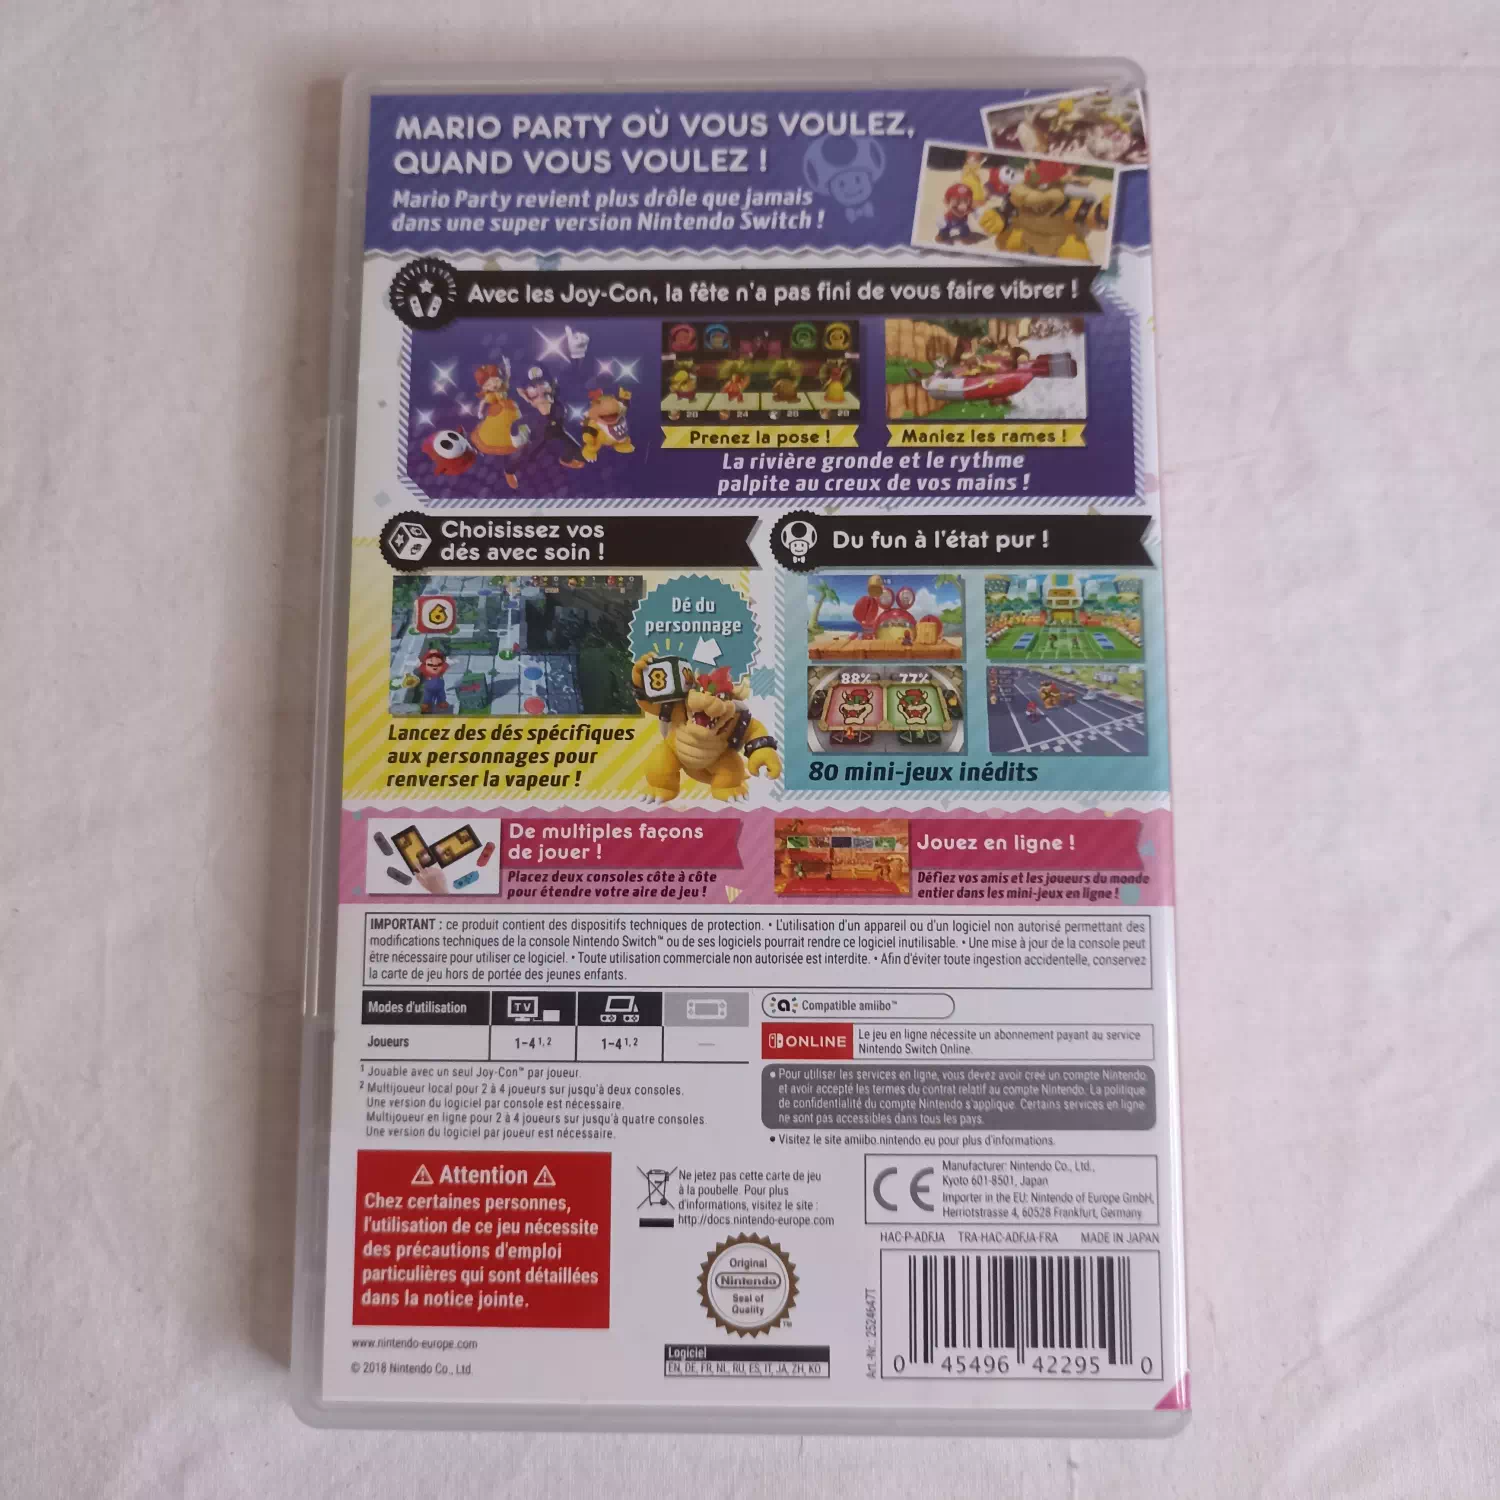 MARIO PARTY OÙ VOUS VOULEZ,
QUAND VOUS VOULEZ !
Mario Party revient plus drôle que jamais
dans une super version Nintendo Switch !
Avec les Joy-Con, la fête n'a pas fini de vous faire vibrer !
20 24 20 20
Prenez la pose !
Maniez les rames !
La rivière gronde et le rythme
palpite au creux de vos mains !
Choisissez vos
dés avec soin !
6
Dé du
personnage
8
Lancez des dés spécifiques
aux personnages pour
renverser la vapeur !
Du fun à l'état pur !
88% 77%
80 mini-jeux inédits
De multiples façons
de jouer !
Placez deux consoles côte à côte
pour étendre votre aire de jeu !
Jouez en ligne !
Défiez vos amis et les joueurs du monde
entier dans les mini-jeux en ligne !
IMPORTANT : ce produit contient des dispositifs techniques de protection. • L'utilisation d'un appareil ou d'un logiciel non autorisé permettant des
modifications techniques de la console Nintendo Switch™ ou de ses logiciels pourrait rendre ce logiciel inutilisable. • Une mise à jour de la console peut
être nécessaire pour utiliser ce logiciel. • Toute utilisation commerciale non autorisée est interdite. • Afin d'éviter toute ingestion accidentelle, conservez
la carte de jeu hors de portée des jeunes enfants.
Modes d'utilisation TV
Joueurs 1-4¹,² 1-4¹,² —
¹ Jouable avec un seul Joy-Con™ par joueur.
² Multijoueur local pour 2 à 4 joueurs sur jusqu'à deux consoles.
Une version du logiciel par console est nécessaire.
Multijoueur en ligne pour 2 à 4 joueurs sur jusqu'à quatre consoles.
Une version du logiciel par joueur est nécessaire.
Compatible amiibo™
ONLINE
Le jeu en ligne nécessite un abonnement payant au service
Nintendo Switch Online.
• Pour utiliser les services en ligne, vous devez avoir créé un compte Nintendo
et avoir accepté les termes du contrat relatif au compte Nintendo. La politique
de confidentialité du compte Nintendo s'applique. Certains services en ligne
ne sont pas accessibles dans tous les pays.
• Visitez le site amiibo.nintendo.eu pour plus d'informations.
Attention
Chez certaines personnes,
l'utilisation de ce jeu nécessite
des précautions d'emploi
particulières qui sont détaillées
dans la notice jointe.
Ne jetez pas cette carte de jeu
à la poubelle. Pour plus
d'informations, visitez le site :
http://docs.nintendo-europe.com
CE
Manufacturer: Nintendo Co., Ltd.,
Kyoto 601-8501, Japan
Importer in the EU: Nintendo of Europe GmbH,
Herriotstrasse 4, 60528 Frankfurt, Germany
HAC-P-ADFJA TRA-HAC-ADFJA-FRA MADE IN JAPAN
Original
Nintendo
Seal of
Quality
™
Art.-Nr.: 2524647T
0 45496 42295 0
www.nintendo-europe.com
© 2018 Nintendo Co., Ltd.
Logiciel
EN, DE, FR, NL, RU, ES, IT, JA, ZH, KO